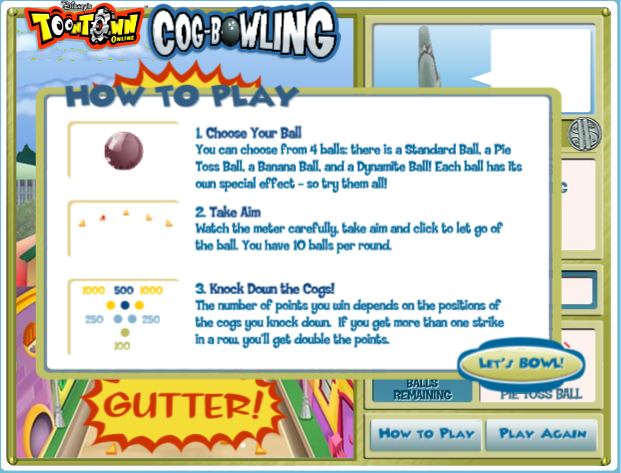 Disney's
TOONTOWN
ONLINE
COG-BOWLING
HOW TO PLAY
1. Choose Your Ball
You can choose from 4 balls: there is a Standard Ball, a Pie
Toss Ball, a Banana Ball, and a Dynamite Ball! Each ball has its
own special effect - so try them all!
2. Take Aim
Watch the meter carefully, take aim and click to let go of
the ball. You have 10 balls per round.
1000 500 1000
250 250
100
3. Knock Down the Cogs!
The number of points you win depends on the positions of
the cogs you knock down. If you get more than one strike
in a row, you'll get double the points.
LET'S BOWL!
GUTTER!
BALLS
REMAINING
PIE TOSS BALL
HOW TO PLAY
PLAY AGAIN